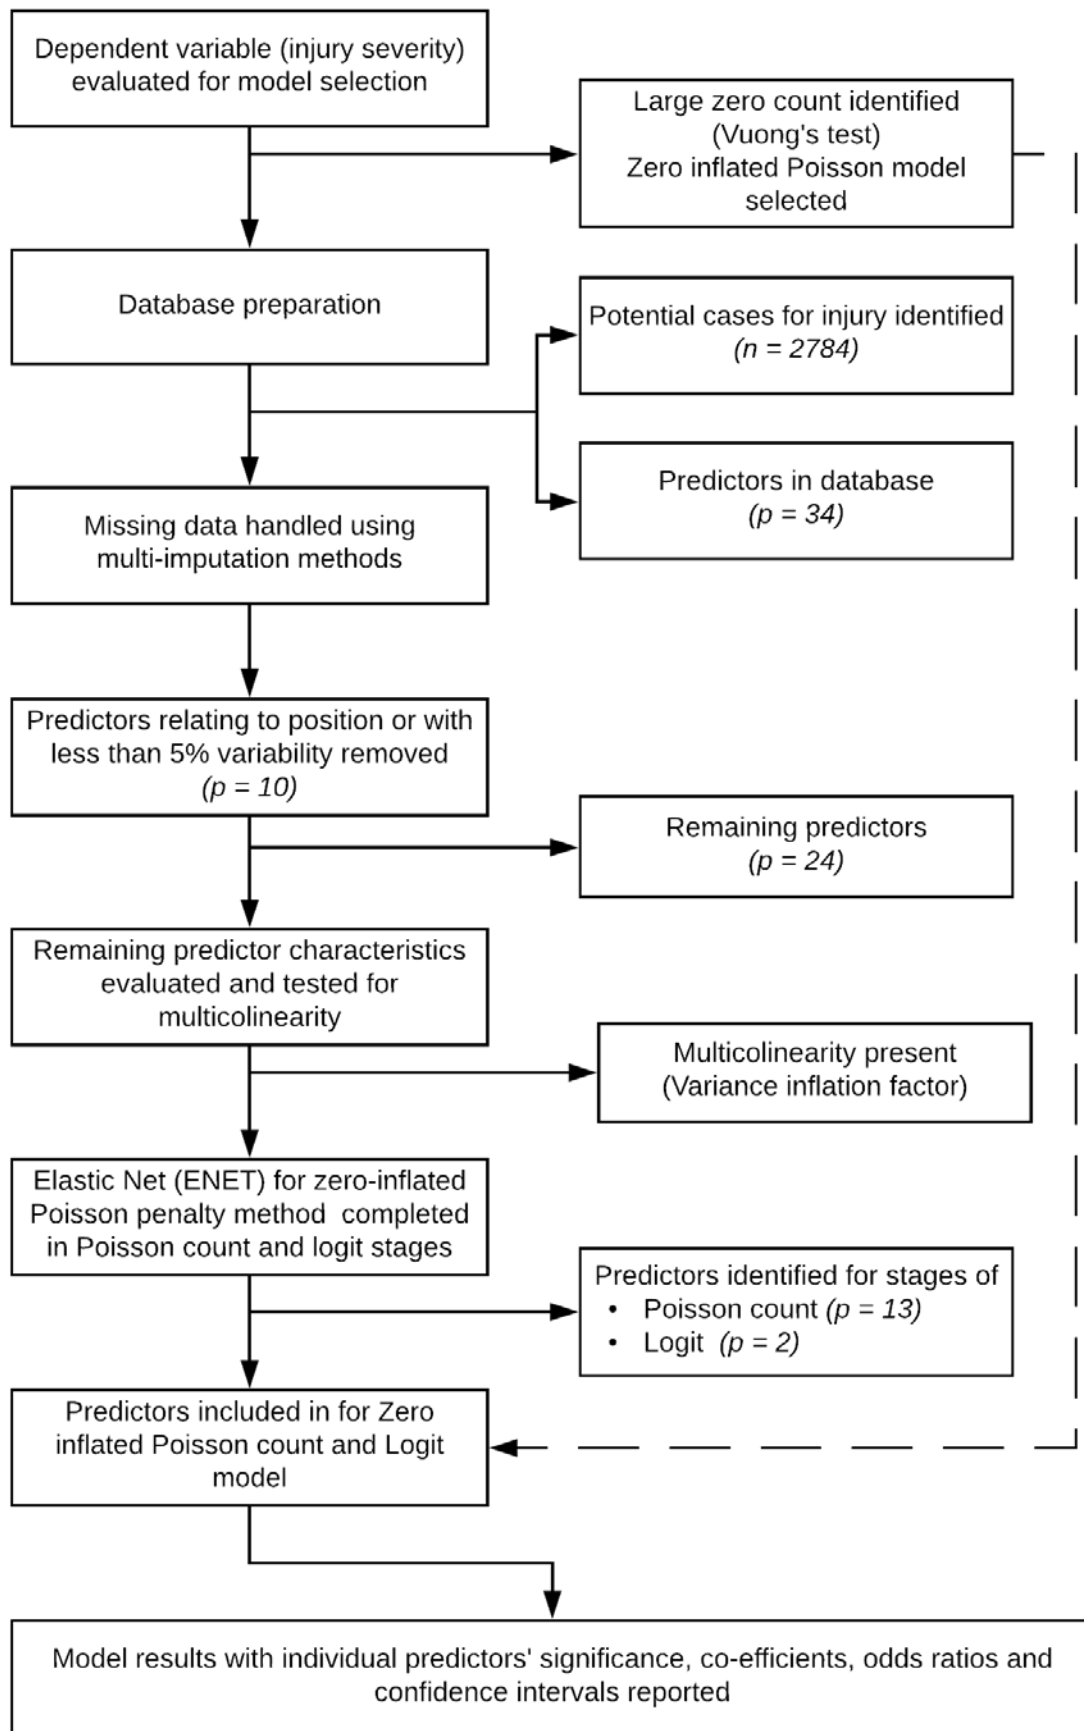 Dependent variable (injury severity)
evaluated for model selection
Large zero count identified
(Vuong's test)
Zero inflated Poisson model
selected
Database preparation
Potential cases for injury identified
(n = 2784)
Predictors in database
(p = 34)
Missing data handled using
multi-imputation methods
Predictors relating to position or with
less than 5% variability removed
(p = 10)
Remaining predictors
(p = 24)
Remaining predictor characteristics
evaluated and tested for
multicolinearity
Multicolinearity present
(Variance inflation factor)
Elastic Net (ENET) for zero-inflated
Poisson penalty method completed
in Poisson count and logit stages
Predictors identified for stages of
• Poisson count (p = 13)
• Logit (p = 2)
Predictors included in for Zero
inflated Poisson count and Logit
model
Model results with individual predictors' significance, co-efficients, odds ratios and
confidence intervals reported